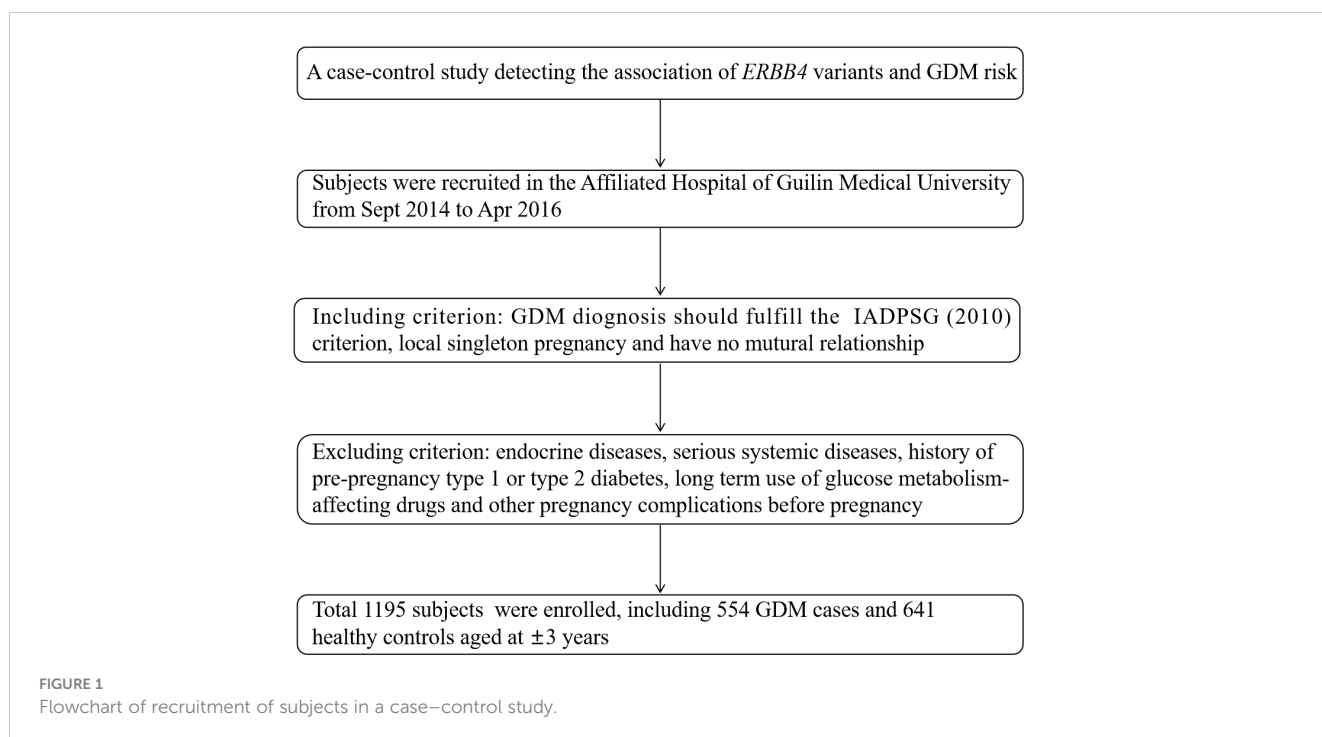 A case-control study detecting the association of ERBB4 variants and GDM risk
Subjects were recruited in the Affiliated Hospital of Guilin Medical University
from Sept 2014 to Apr 2016
Including criterion: GDM diognosis should fulfill the IADPSG (2010)
criterion, local singleton pregnancy and have no mutural relationship
Excluding criterion: endocrine diseases, serious systemic diseases, history of
pre-pregnancy type 1 or type 2 diabetes, long term use of glucose metabolism-
affecting drugs and other pregnancy complications before pregnancy
Total 1195 subjects were enrolled, including 554 GDM cases and 641
healthy controls aged at ±3 years
FIGURE 1
Flowchart of recruitment of subjects in a case–control study.